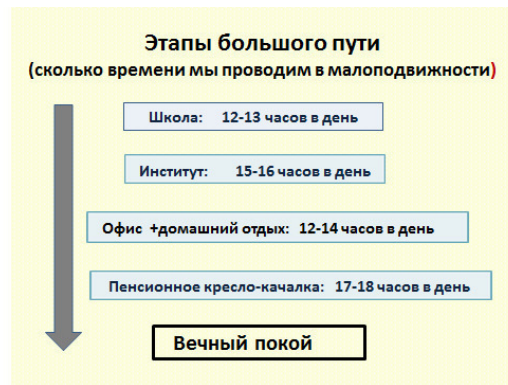 Этапы большого пути
(сколько времени мы проводим в малоподвижности)
Школа: 12-13 часов в день
Институт: 15-16 часов в день
Офис +домашний отдых: 12-14 часов в день
Пенсионное кресло-качалка: 17-18 часов в день
Вечный покой